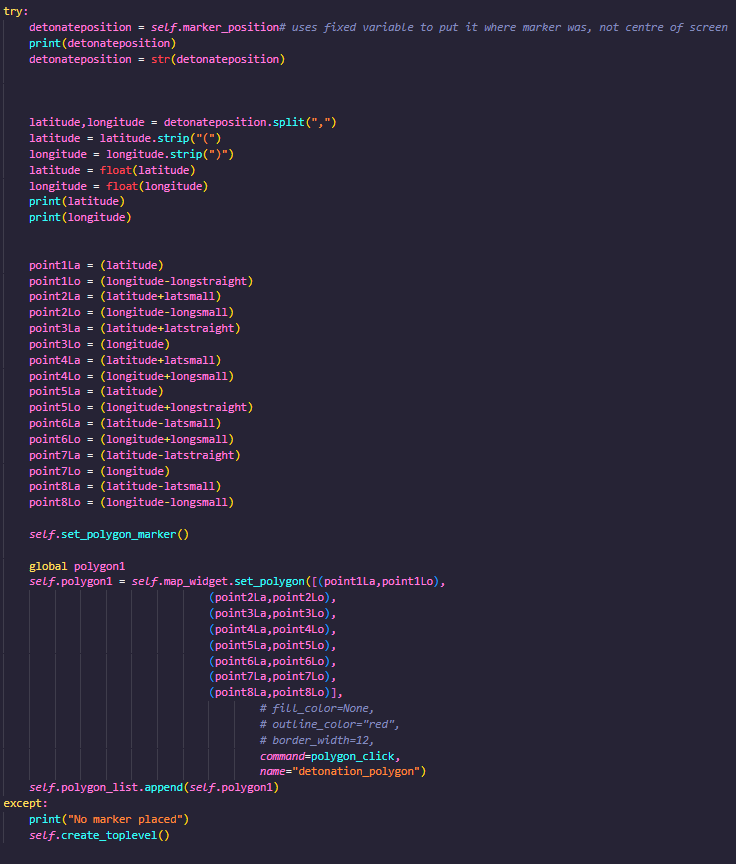 try:
detonateposition = self.marker_position# uses fixed variable to put it where marker was, not centre of screen
print(detonateposition)
detonateposition = str(detonateposition)
latitude,longitude = detonateposition.split(",")
latitude = latitude.strip("(")
longitude = longitude.strip(")")
latitude = float(latitude)
longitude = float(longitude)
print(latitude)
print(longitude)
point1La = (latitude)
point1Lo = (longitude-longstraight)
point2La = (latitude+latsmall)
point2Lo = (longitude-longsmall)
point3La = (latitude+latstraight)
point3Lo = (longitude)
point4La = (latitude+latsmall)
point4Lo = (longitude+longsmall)
point5La = (latitude)
point5Lo = (longitude+longstraight)
point6La = (latitude-latsmall)
point6Lo = (longitude+longsmall)
point7La = (latitude-latstraight)
point7Lo = (longitude)
point8La = (latitude-latsmall)
point8Lo = (longitude-longsmall)
self.set_polygon_marker()
global polygon1
self.polygon1 = self.map_widget.set_polygon([(point1La,point1Lo),
(point2La,point2Lo),
(point3La,point3Lo),
(point4La,point4Lo),
(point5La,point5Lo),
(point6La,point6Lo),
(point7La,point7Lo),
(point8La,point8Lo)],
# fill_color=None,
# outline_color="red",
# border_width=12,
command=polygon_click,
name="detonation_polygon")
self.polygon_list.append(self.polygon1)
except:
print("No marker placed")
self.create_toplevel()